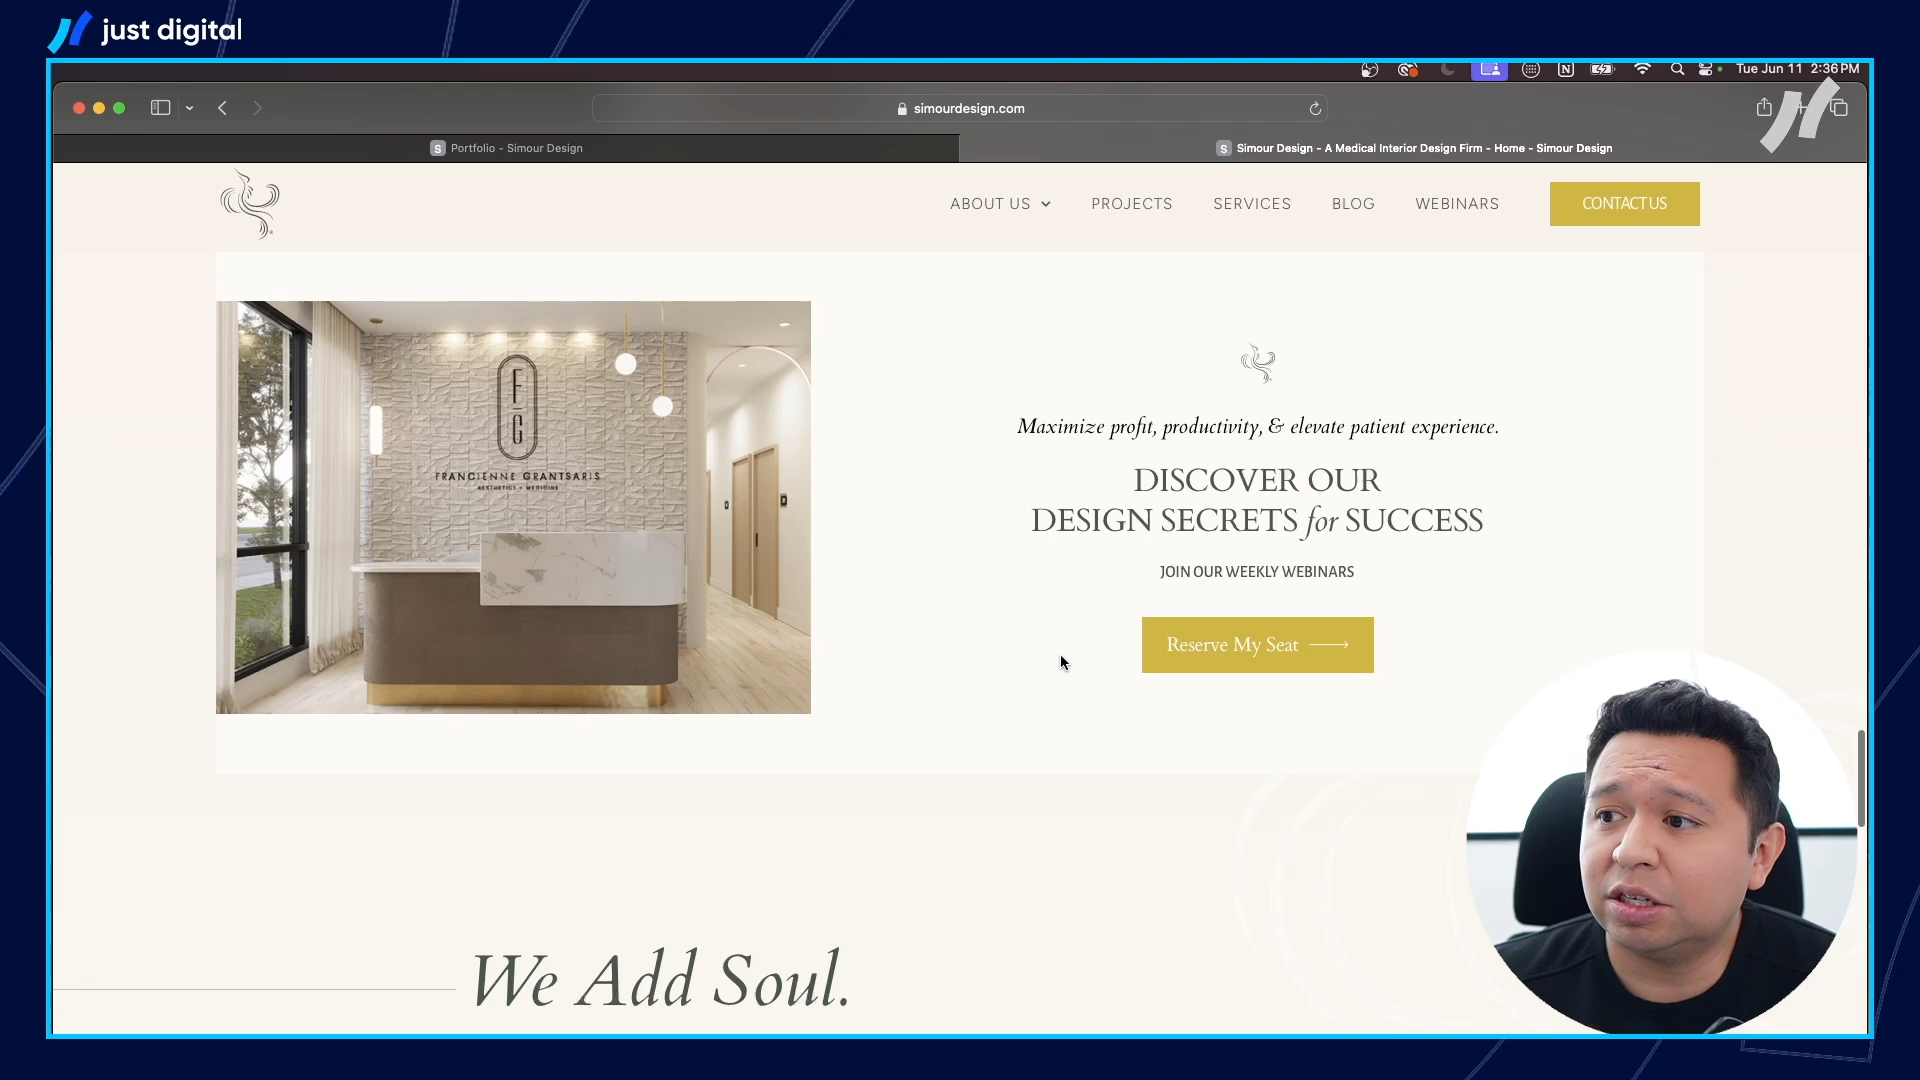 just digital
N
Tue Jun 11 2:36 PM
simourdesign.com
S Portfolio - Simour Design
S Simour Design - A Medical Interior Design Firm - Home - Simour Design
ABOUT US
PROJECTS
SERVICES
BLOG
WEBINARS
CONTACT US
F
G
FRANCIENNE GRANTSARIS
AESTHETICS + MEDICINE
Maximize profit, productivity, & elevate patient experience.
DISCOVER OUR
DESIGN SECRETS for SUCCESS
JOIN OUR WEEKLY WEBINARS
Reserve My Seat
We Add Soul.